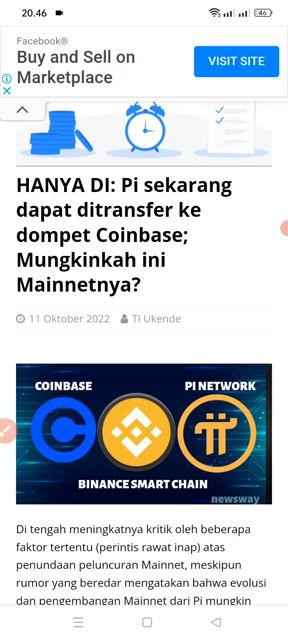 20.46
46
Facebook®
Buy and Sell on
Marketplace
VISIT SITE
HANYA DI: Pi sekarang
dapat ditransfer ke
dompet Coinbase;
Mungkinkah ini
Mainnetnya?
11 Oktober 2022 TI Ukende
COINBASE PI NETWORK
BINANCE SMART CHAIN
newsway
Di tengah meningkatnya kritik oleh beberapa
faktor tertentu (perintis rawat inap) atas
penundaan peluncuran Mainnet, meskipun
rumor yang beredar mengatakan bahwa evolusi
dan pengembangan Mainnet dari Pi mungkin